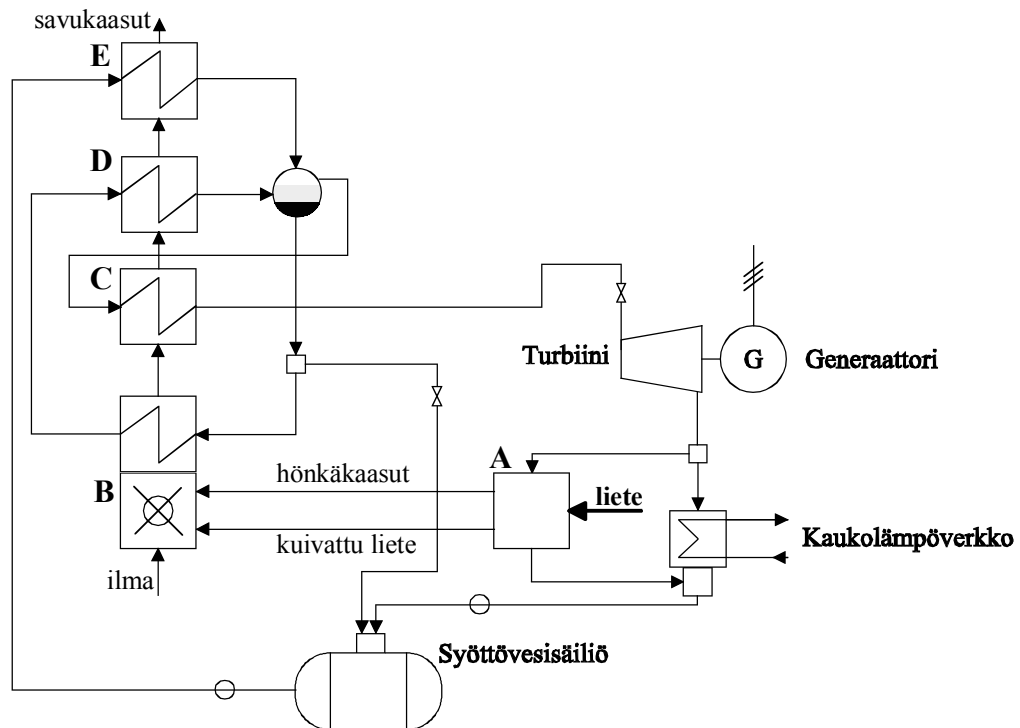 savukaasut
E
D
C
Turbiini
G
Generaattori
A
hönkäkaasut
liete
B
kuivattu liete
Kaukolämpöverkko
ilma
Syöttövesisäiliö